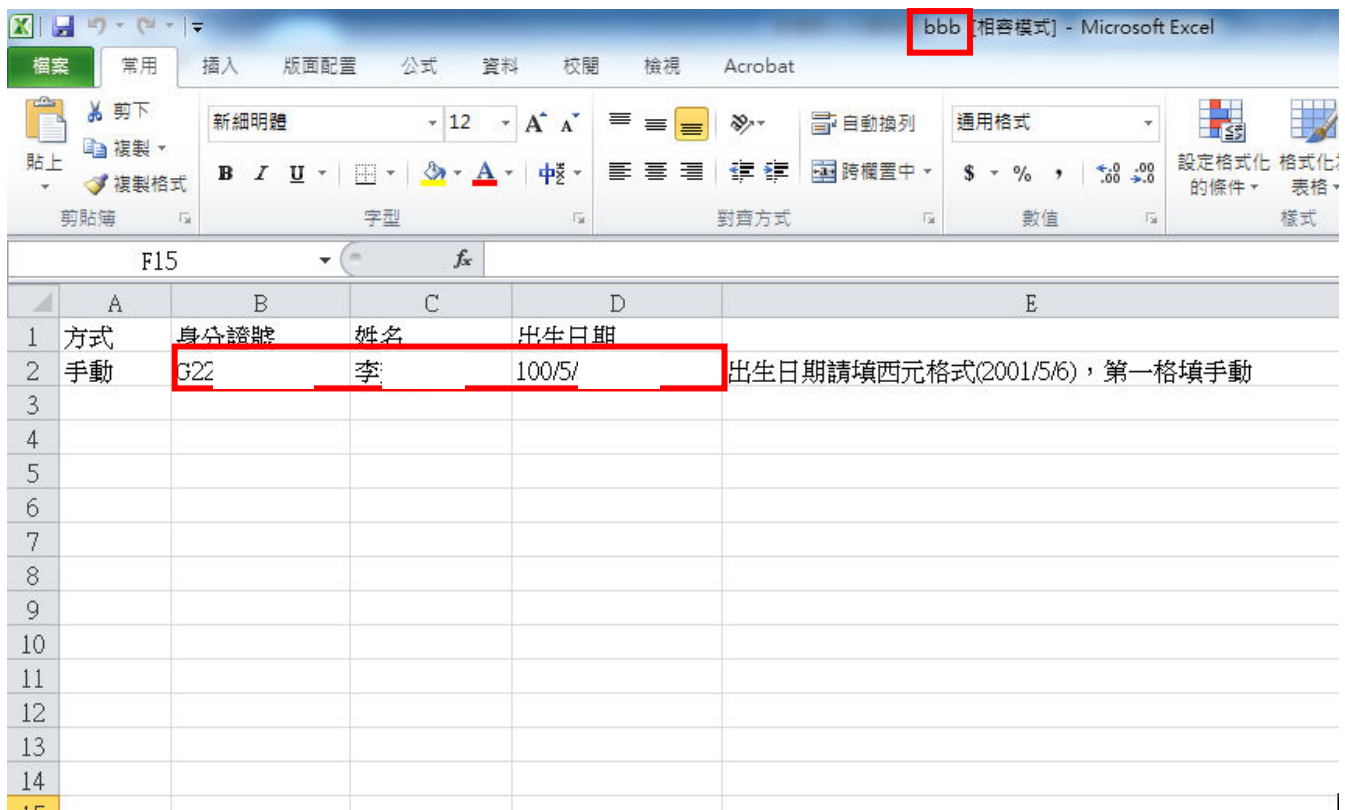 bbb [相容模式] - Microsoft Excel
檔案 常用 插入 版面配置 公式 資料 校閱 檢視 Acrobat
剪下 新細明體 12 自動換列 通用格式
複製
貼上 複製格式 B I U 跨欄置中 $ % , 設定格式化 格式化
的條件 表格
剪貼簿 字型 對齊方式 數值 樣式
F15 fx
A B C D E
1 方式 身分證號 姓名 出生日期
2 手動 G22 李 100/5/ 出生日期請填西元格式(2001/5/6)，第一格填手動
3
4
5
6
7
8
9
10
11
12
13
14
15